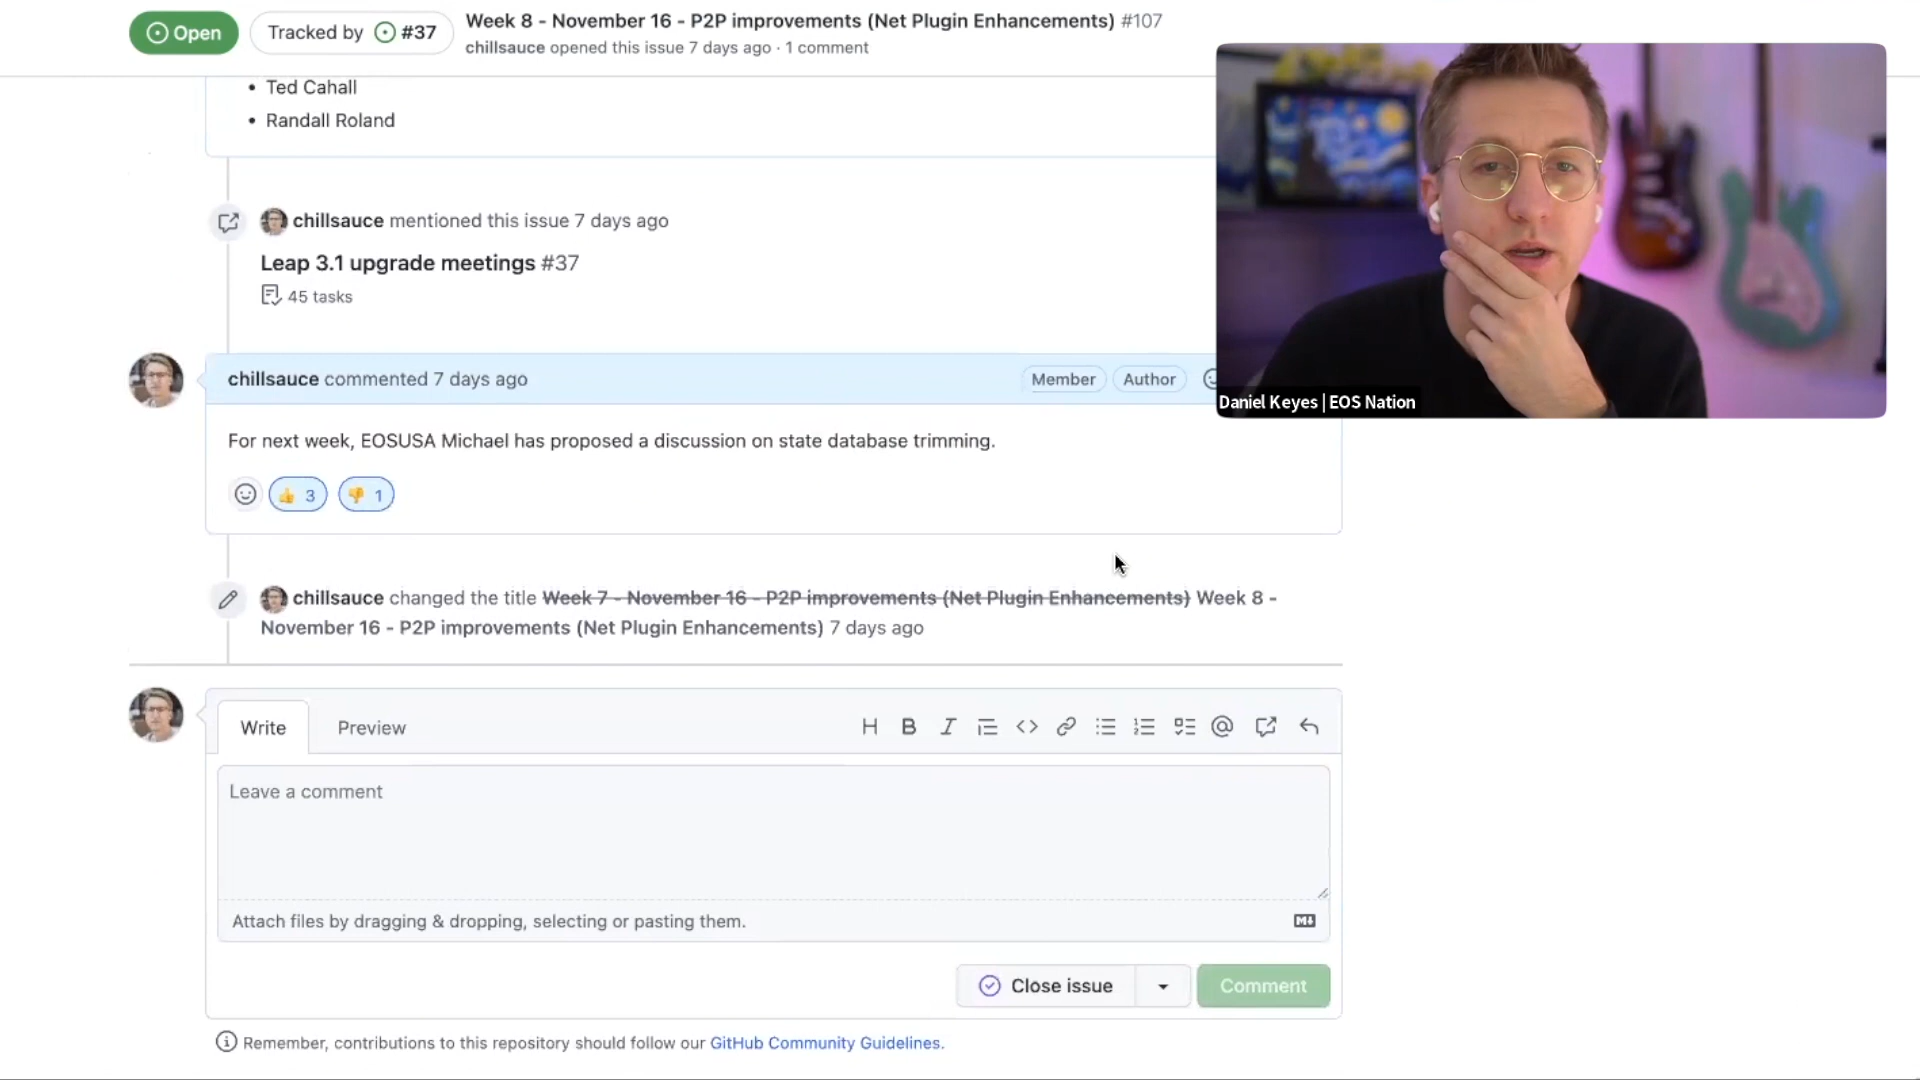 Open
Tracked by #37
Week 8 - November 16 - P2P improvements (Net Plugin Enhancements) #107
chillsauce opened this issue 7 days ago · 1 comment
• Ted Cahall
• Randall Roland
chillsauce mentioned this issue 7 days ago
Leap 3.1 upgrade meetings #37
45 tasks
chillsauce commented 7 days ago
Member
Author
Daniel Keyes | EOS Nation
For next week, EOSUSA Michael has proposed a discussion on state database trimming.
👍 3
👎 1
chillsauce changed the title Week 7 - November 16 - P2P improvements (Net Plugin Enhancements) Week 8 -
November 16 - P2P improvements (Net Plugin Enhancements) 7 days ago
Write
Preview
H B I
Leave a comment
Attach files by dragging & dropping, selecting or pasting them.
Close issue
Comment
Remember, contributions to this repository should follow our GitHub Community Guidelines.